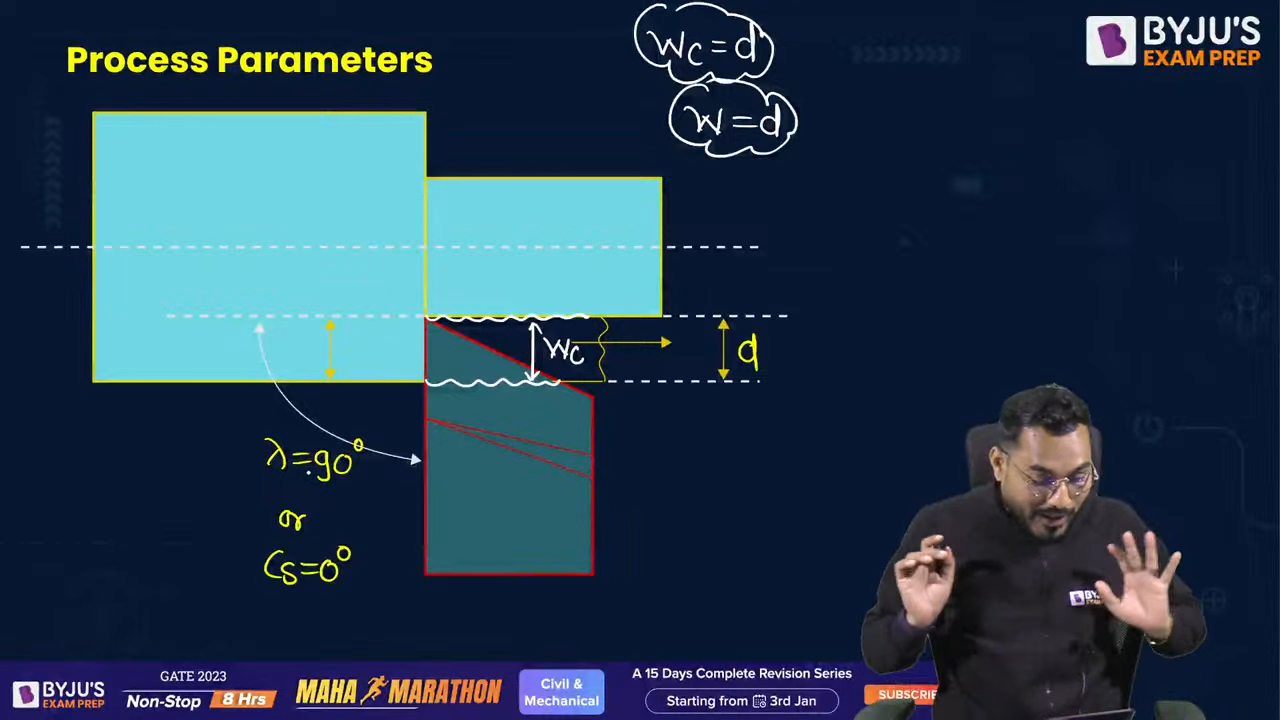 Process Parameters
Wc=d
W=d
BYJU'S
EXAM PREP
Wc
d
λ=90°
or
Cs=0°
BYJU'S
EXAM PREP
GATE 2023
Non-Stop 8 Hrs
MAHA MARATHON
Civil &
Mechanical
A 15 Days Complete Revision Series
Starting from 3rd Jan